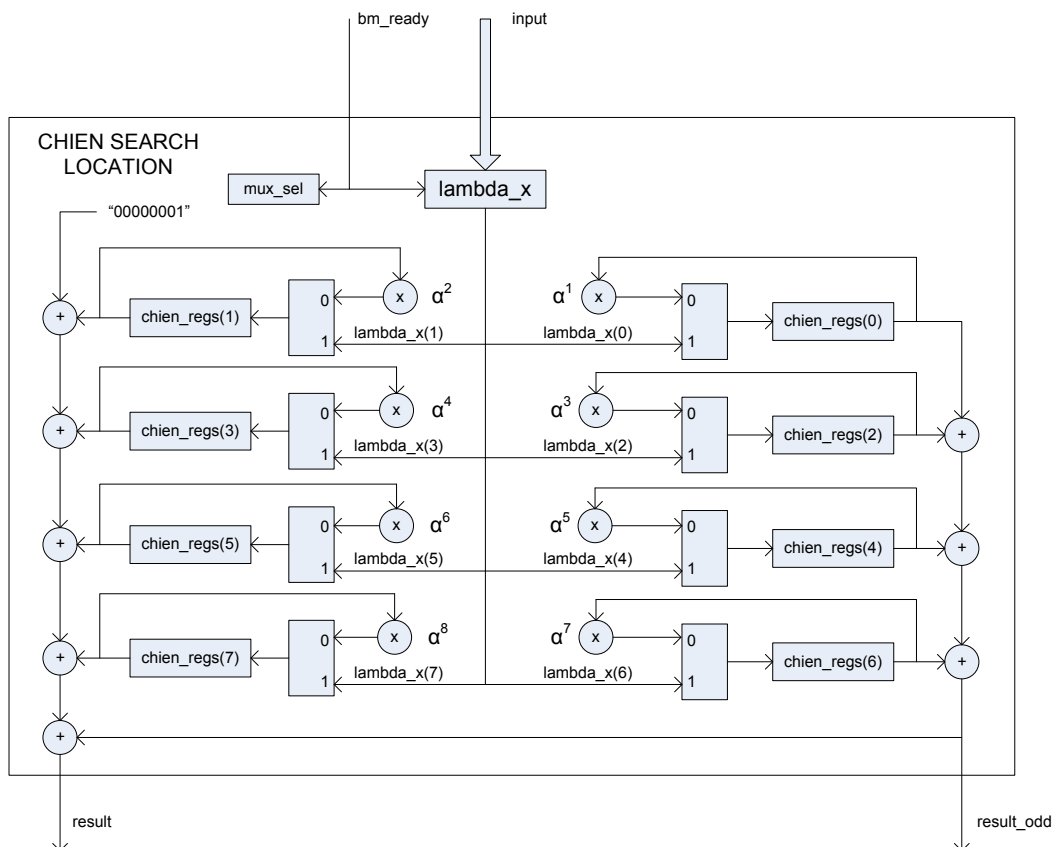 bm_ready
input
CHIEN SEARCH
LOCATION
mux_sel
lambda_x
“00000001”
+
chien_regs(1)
0
1
x
α²
lambda_x(1)
α¹
x
lambda_x(0)
0
1
chien_regs(0)
+
chien_regs(3)
0
1
x
α⁴
lambda_x(3)
α³
x
lambda_x(2)
0
1
chien_regs(2)
+
+
chien_regs(5)
0
1
x
α⁶
lambda_x(5)
α⁵
x
lambda_x(4)
0
1
chien_regs(4)
+
+
chien_regs(7)
0
1
x
α⁸
lambda_x(7)
α⁷
x
lambda_x(6)
0
1
chien_regs(6)
+
+
result
result_odd